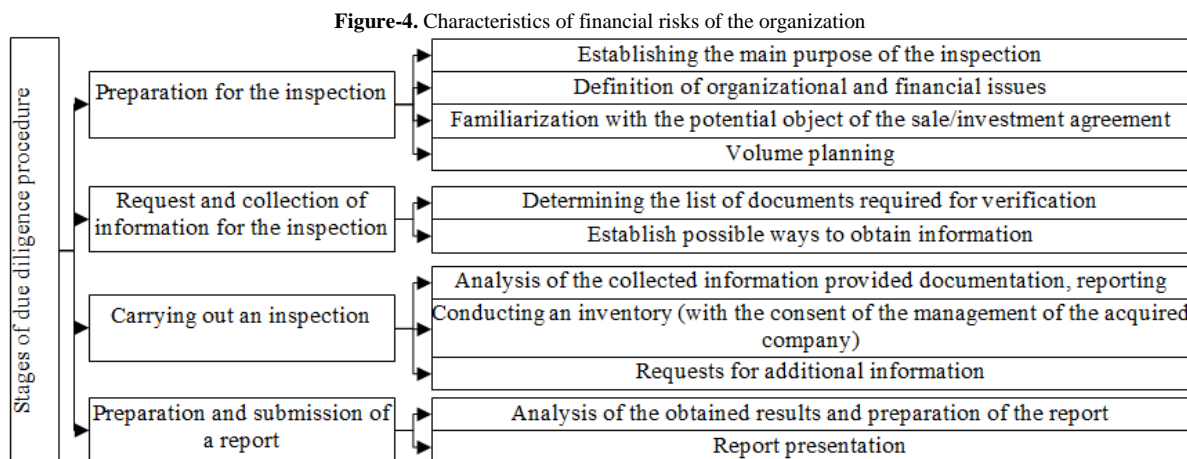 Figure-4. Characteristics of financial risks of the organization
Stages of due diligence procedure
Preparation for the inspection
Establishing the main purpose of the inspection
Definition of organizational and financial issues
Familiarization with the potential object of the sale/investment agreement
Volume planning
Request and collection of
information for the inspection
Determining the list of documents required for verification
Establish possible ways to obtain information
Carrying out an inspection
Analysis of the collected information provided documentation, reporting
Conducting an inventory (with the consent of the management of the acquired
company)
Requests for additional information
Preparation and submission of
a report
Analysis of the obtained results and preparation of the report
Report presentation